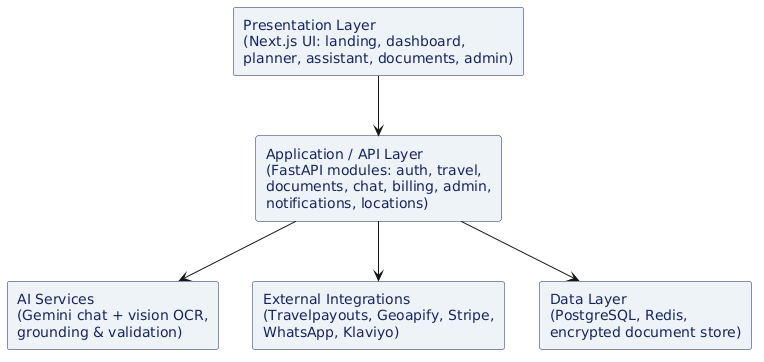 Presentation Layer
(Next.js UI: landing, dashboard,
planner, assistant, documents, admin)
Application / API Layer
(FastAPI modules: auth, travel,
documents, chat, billing, admin,
notifications, locations)
AI Services
(Gemini chat + vision OCR,
grounding & validation)
External Integrations
(Travelpayouts, Geoapify, Stripe,
WhatsApp, Klaviyo)
Data Layer
(PostgreSQL, Redis,
encrypted document store)